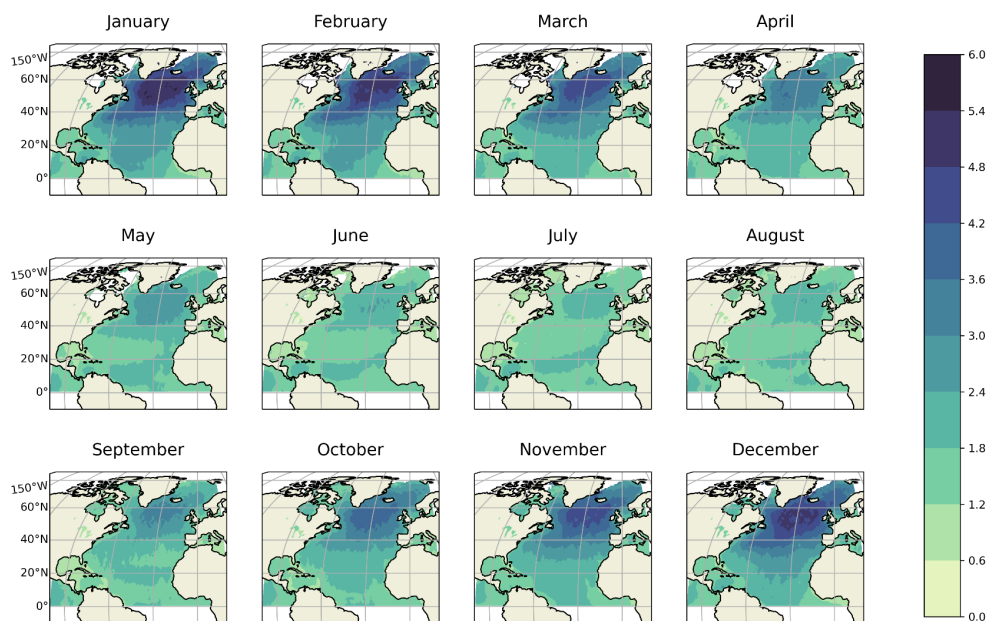 January February March April
150°W
60°N
40°N
20°N
0°
May June July August
150°W
60°N
40°N
20°N
0°
September October November December
150°W
60°N
40°N
20°N
0°
6.0
5.4
4.8
4.2
3.6
3.0
2.4
1.8
1.2
0.6
0.0